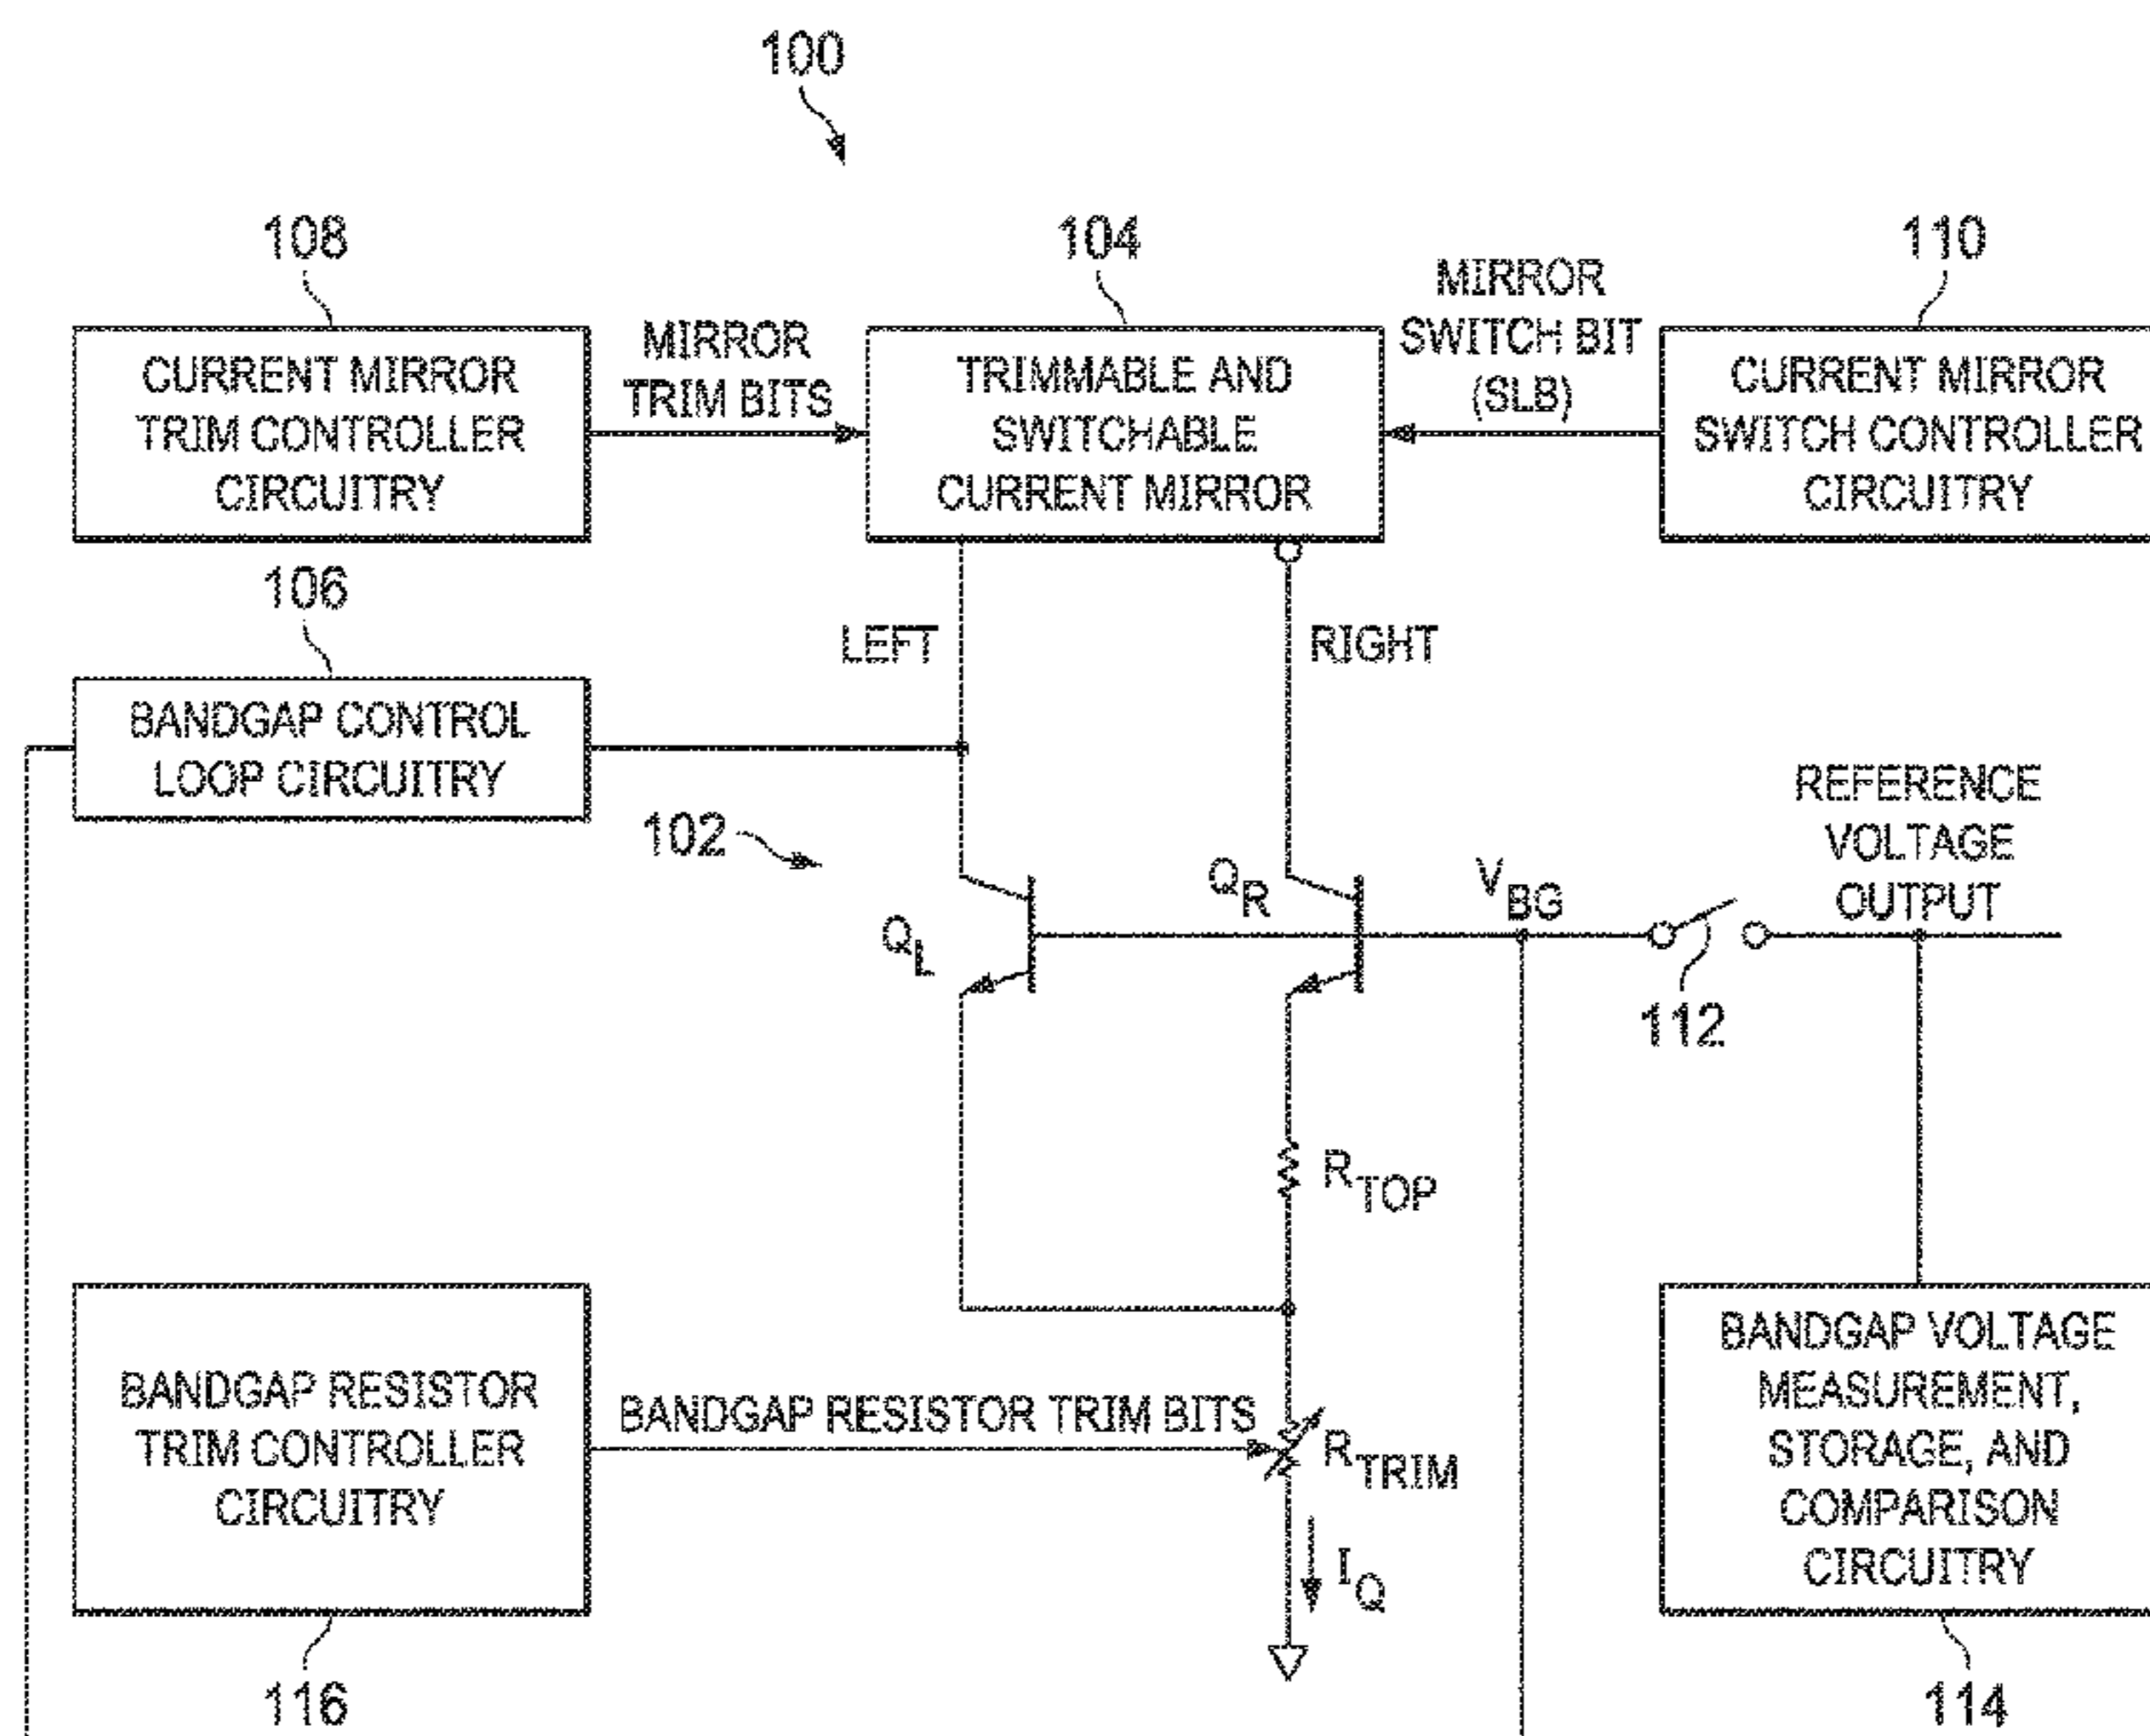 100
108
104
110
CURRENT MIRROR
TRIM CONTROLLER
CIRCUITRY
MIRROR
TRIM BITS
TRIMMABLE AND
SWITCHABLE
CURRENT MIRROR
MIRROR
SWITCH BIT
(SLB)
CURRENT MIRROR
SWITCH CONTROLLER
CIRCUITRY
106
LEFT
RIGHT
BANDGAP CONTROL
LOOP CIRCUITRY
102
QL
QR
VBG
REFERENCE
VOLTAGE
OUTPUT
112
RTOP
BANDGAP RESISTOR
TRIM CONTROLLER
CIRCUITRY
BANDGAP RESISTOR TRIM BITS
RTRIM
IQ
BANDGAP VOLTAGE
MEASUREMENT,
STORAGE, AND
COMPARISON
CIRCUITRY
116
114